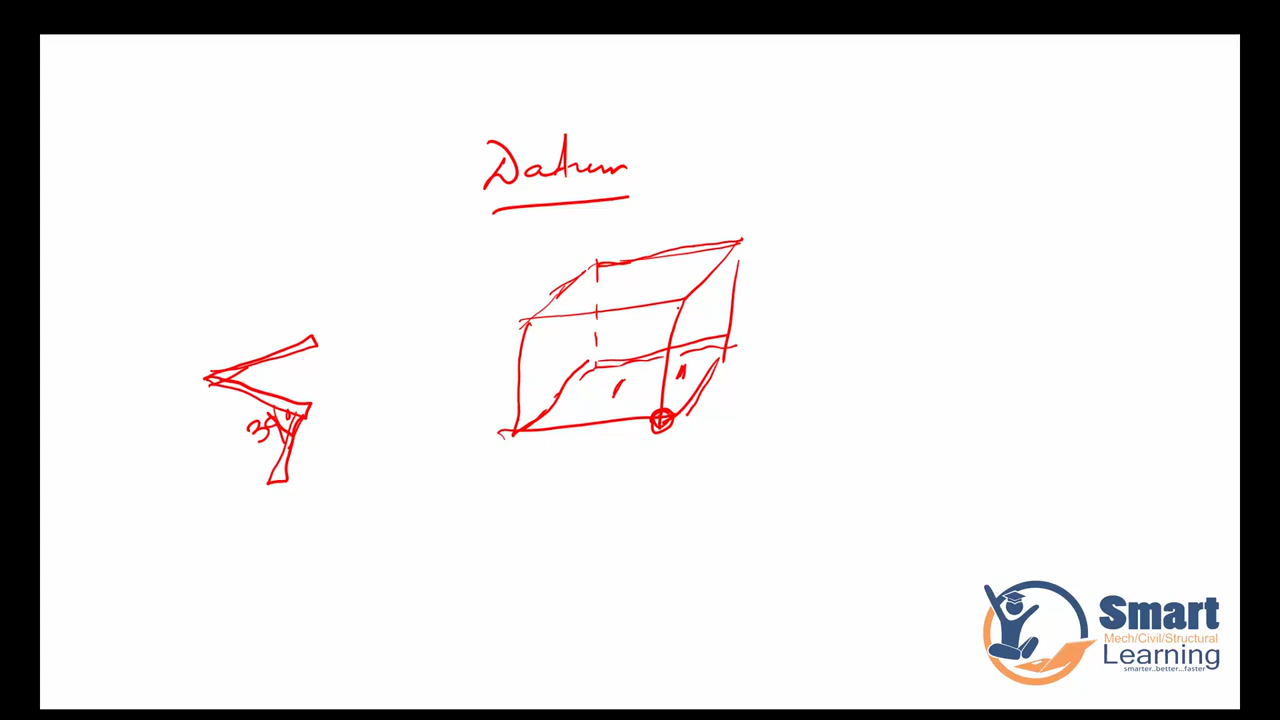 Datum
Smart
Mech/Civil/Structural
Learning
smarter..better...faster